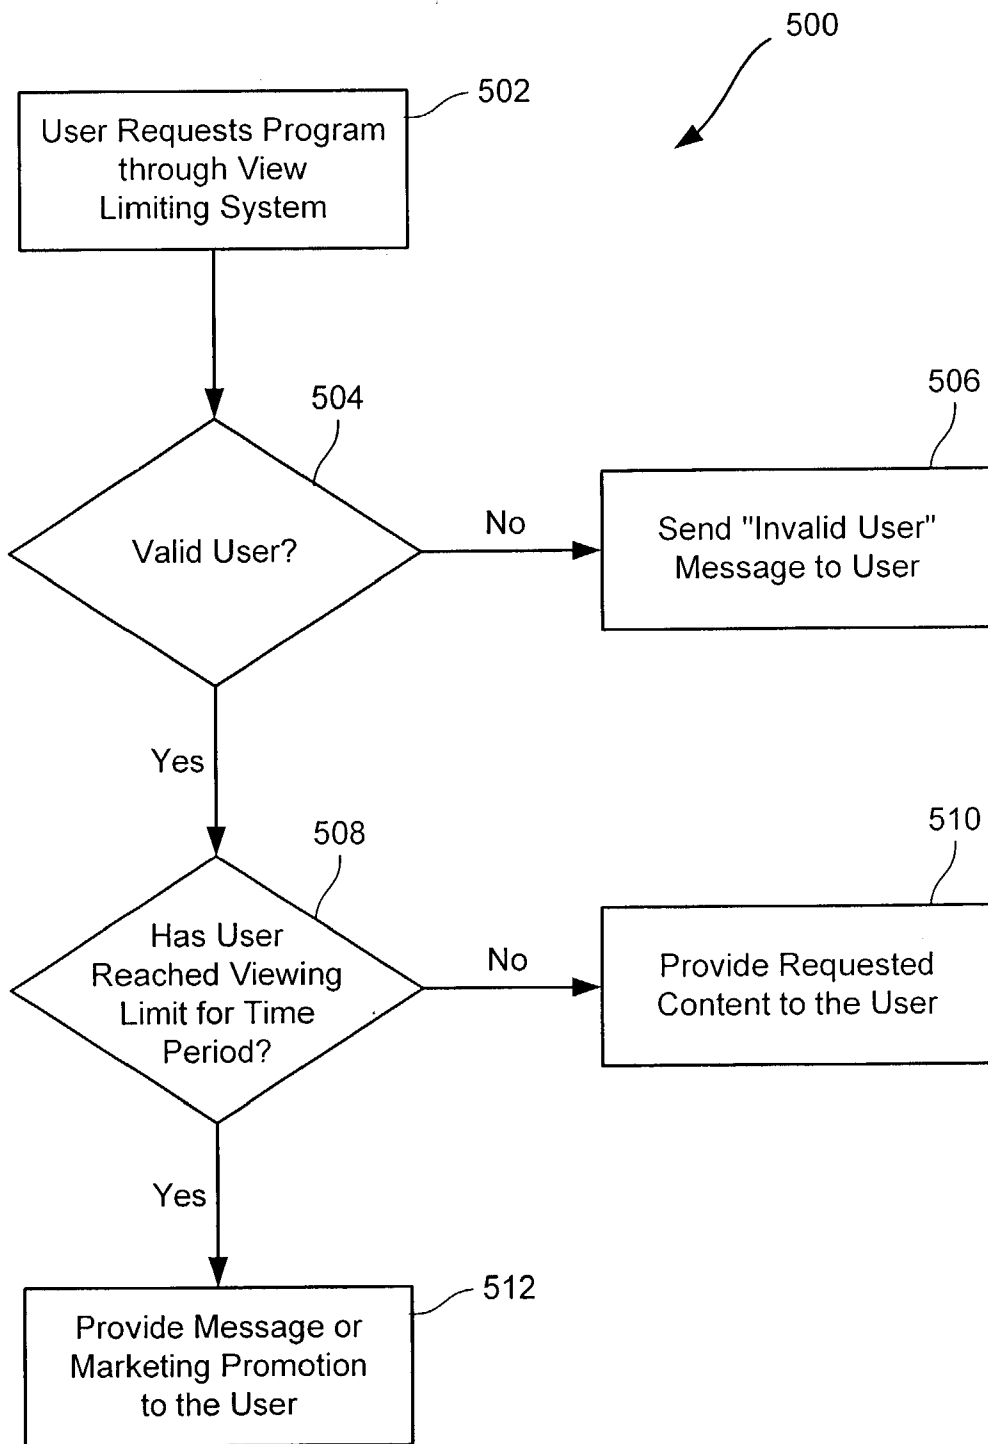 500
502
User Requests Program
through View
Limiting System
504
Valid User?
No
506
Send "Invalid User"
Message to User
Yes
508
Has User
Reached Viewing
Limit for Time
Period?
No
510
Provide Requested
Content to the User
Yes
512
Provide Message or
Marketing Promotion
to the User